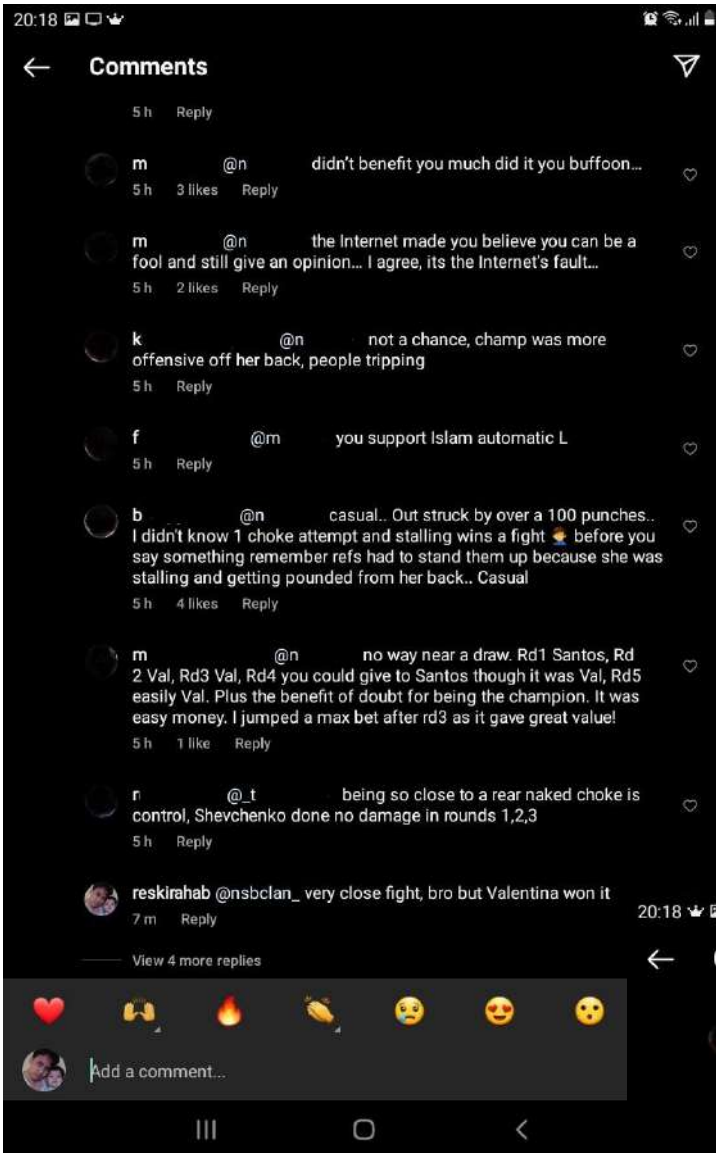 20:18
Comments
5 h Reply
m @n didn't benefit you much did it you buffoon...
5 h 3 likes Reply
m @n the Internet made you believe you can be a
fool and still give an opinion... I agree, its the Internet's fault...
5 h 2 likes Reply
k @n not a chance, champ was more
offensive off her back, people tripping
5 h Reply
f @m you support Islam automatic L
5 h Reply
b @n casual.. Out struck by over a 100 punches..
I didn't know 1 choke attempt and stalling wins a fight 🤦 before you
say something remember refs had to stand them up because she was
stalling and getting pounded from her back.. Casual
5 h 4 likes Reply
m @n no way near a draw. Rd1 Santos, Rd
2 Val, Rd3 Val, Rd4 you could give to Santos though it was Val, Rd5
easily Val. Plus the benefit of doubt for being the champion. It was
easy money. I jumped a max bet after rd3 as it gave great value!
5 h 1 like Reply
n @_t being so close to a rear naked choke is
control, Shevchenko done no damage in rounds 1,2,3
5 h Reply
reskirahab @nsbclan_ very close fight, bro but Valentina won it
7 m Reply
20:18
View 4 more replies
Add a comment...